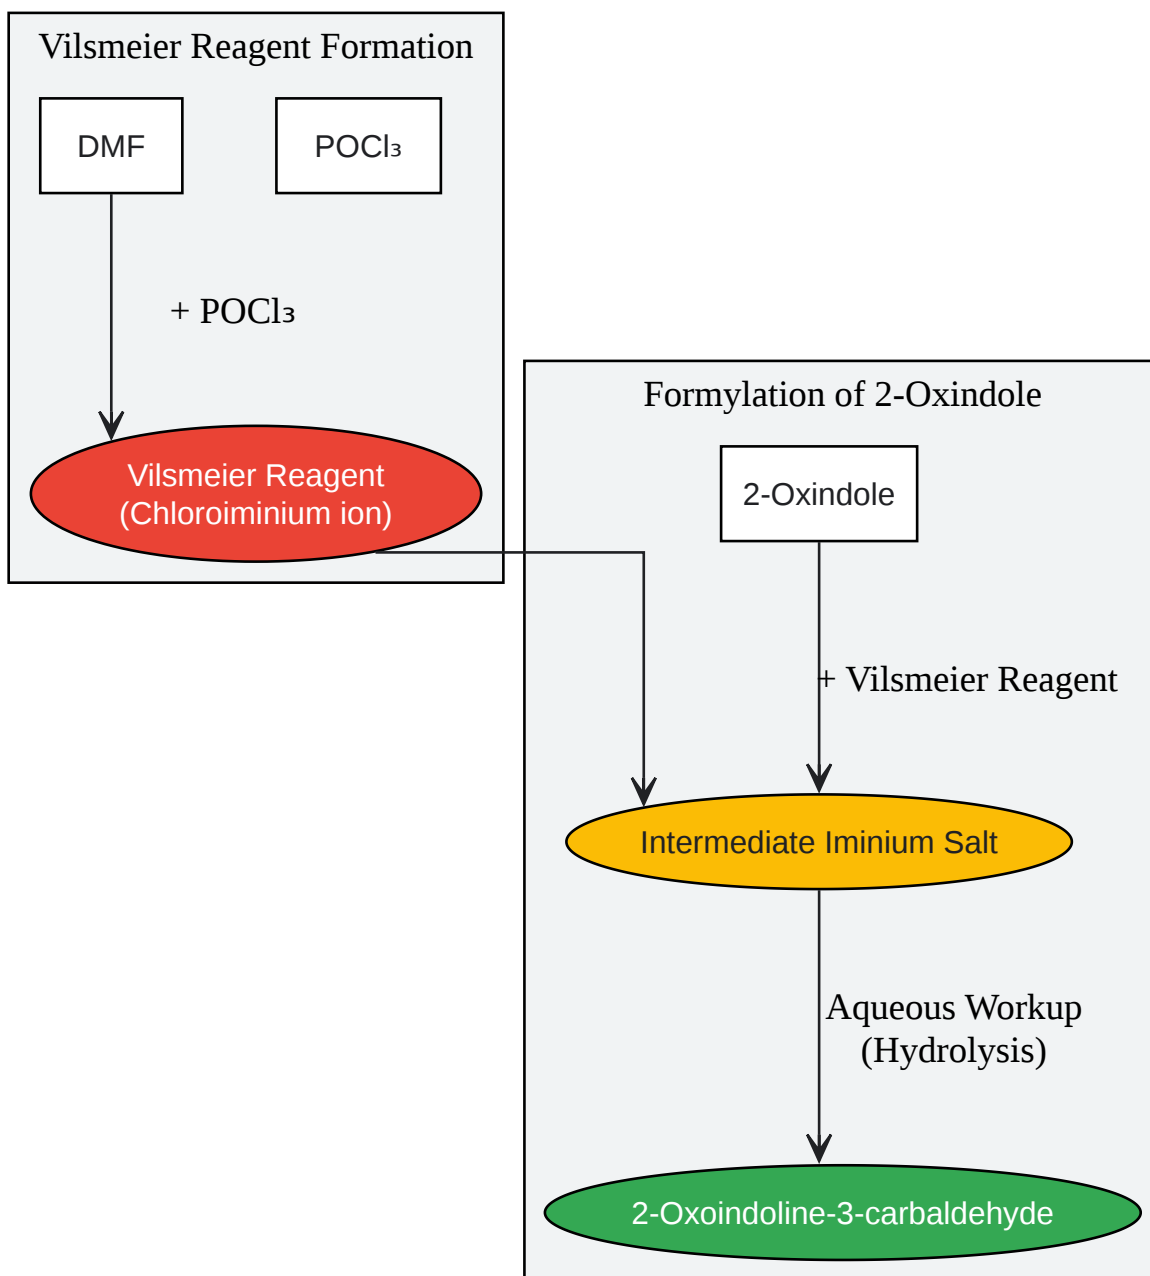 Vilsmeier Reagent Formation
DMF
POCl₃
+ POCl₃
Vilsmeier Reagent
(Chloroiminium ion)
Formylation of 2-Oxindole
2-Oxindole
+ Vilsmeier Reagent
Intermediate Iminium Salt
Aqueous Workup
(Hydrolysis)
2-Oxoindoline-3-carbaldehyde